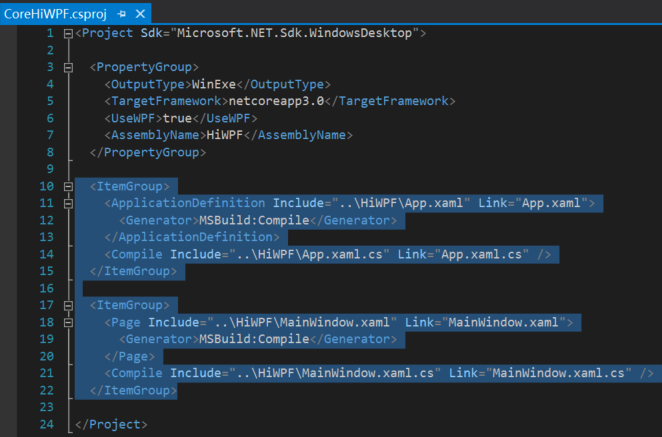 CoreHiWPF.csproj
1 <Project Sdk="Microsoft.NET.Sdk.WindowsDesktop">
2
3 <PropertyGroup>
4 <OutputType>WinExe</OutputType>
5 <TargetFramework>netcoreapp3.0</TargetFramework>
6 <UseWPF>true</UseWPF>
7 <AssemblyName>HiWPF</AssemblyName>
8 </PropertyGroup>
9
10 <ItemGroup>
11 <ApplicationDefinition Include="..\HiWPF\App.xaml" Link="App.xaml">
12 <Generator>MSBuild:Compile</Generator>
13 </ApplicationDefinition>
14 <Compile Include="..\HiWPF\App.xaml.cs" Link="App.xaml.cs" />
15 </ItemGroup>
16
17 <ItemGroup>
18 <Page Include="..\HiWPF\MainWindow.xaml" Link="MainWindow.xaml">
19 <Generator>MSBuild:Compile</Generator>
20 </Page>
21 <Compile Include="..\HiWPF\MainWindow.xaml.cs" Link="MainWindow.xaml.cs" />
22 </ItemGroup>
23
24 </Project>